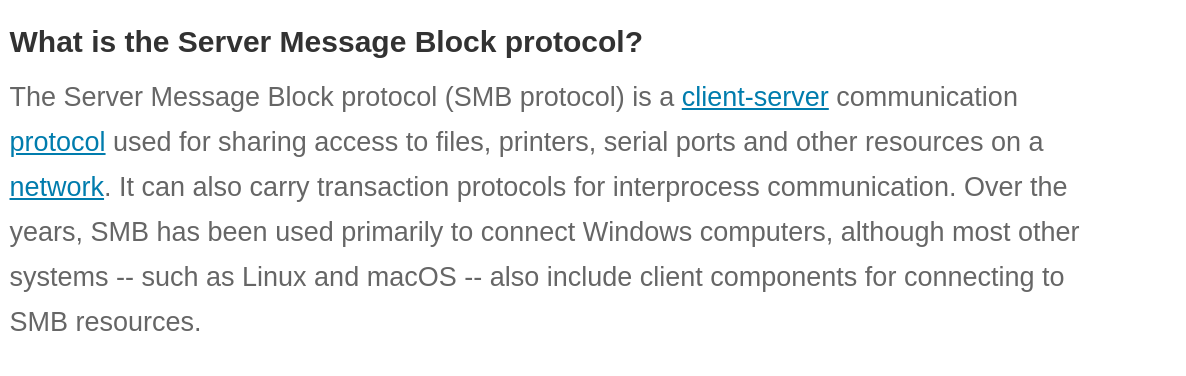 What is the Server Message Block protocol?
The Server Message Block protocol (SMB protocol) is a client-server communication
protocol used for sharing access to files, printers, serial ports and other resources on a
network. It can also carry transaction protocols for interprocess communication. Over the
years, SMB has been used primarily to connect Windows computers, although most other
systems -- such as Linux and macOS -- also include client components for connecting to
SMB resources.